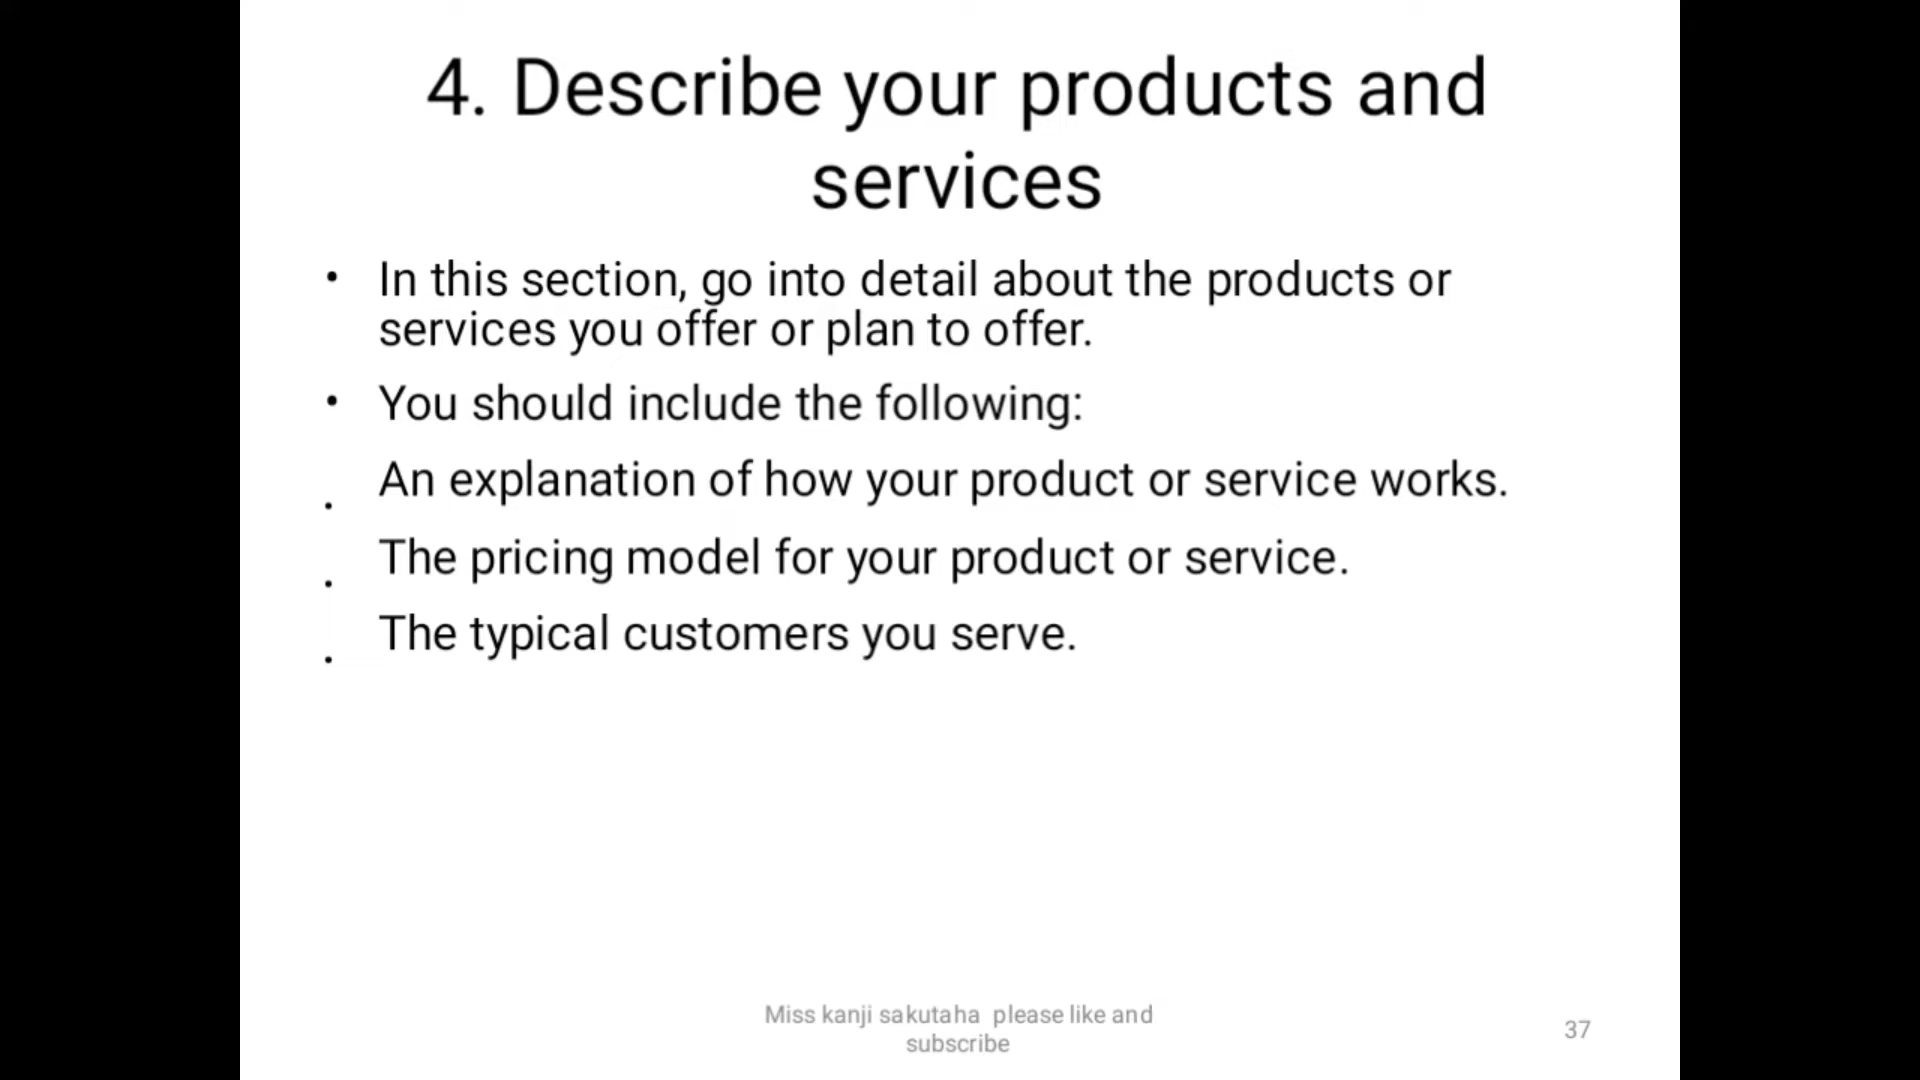 4. Describe your products and
services
• In this section, go into detail about the products or
services you offer or plan to offer.
• You should include the following:
. An explanation of how your product or service works.
. The pricing model for your product or service.
. The typical customers you serve.
Miss kanji sakutaha please like and
subscribe
37